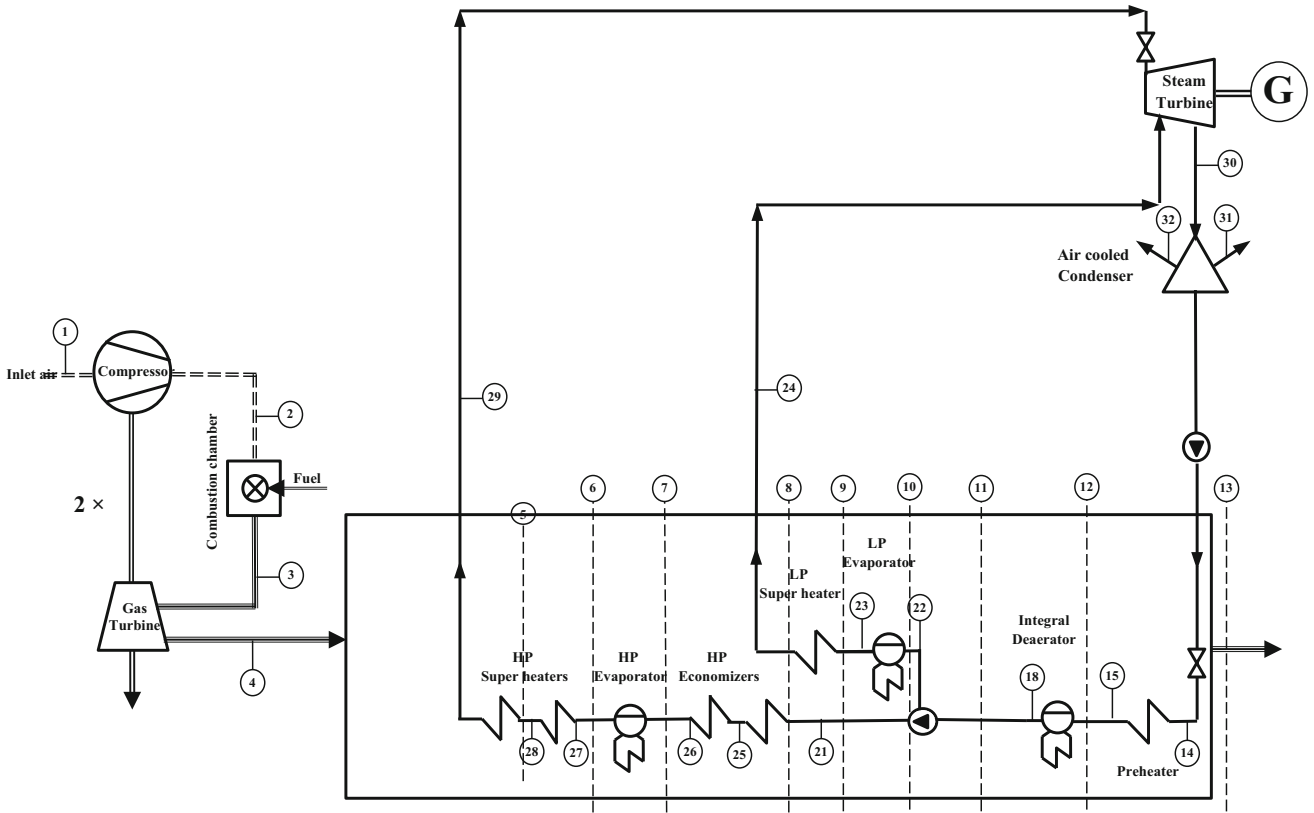 Steam
Turbine
G
30
32
31
Air cooled
Condenser
1
Inlet air
Compresso
29
24
2
Combustion chamber
Fuel
2 ×
3
Gas
Turbine
4
5
6
7
8
9
10
11
12
13
LP
Evaporator
LP
Super heater
23
22
Integral
Deaerator
HP
Super heaters
HP
Evaporator
HP
Economizers
18
15
28
27
26
25
21
14
Preheater